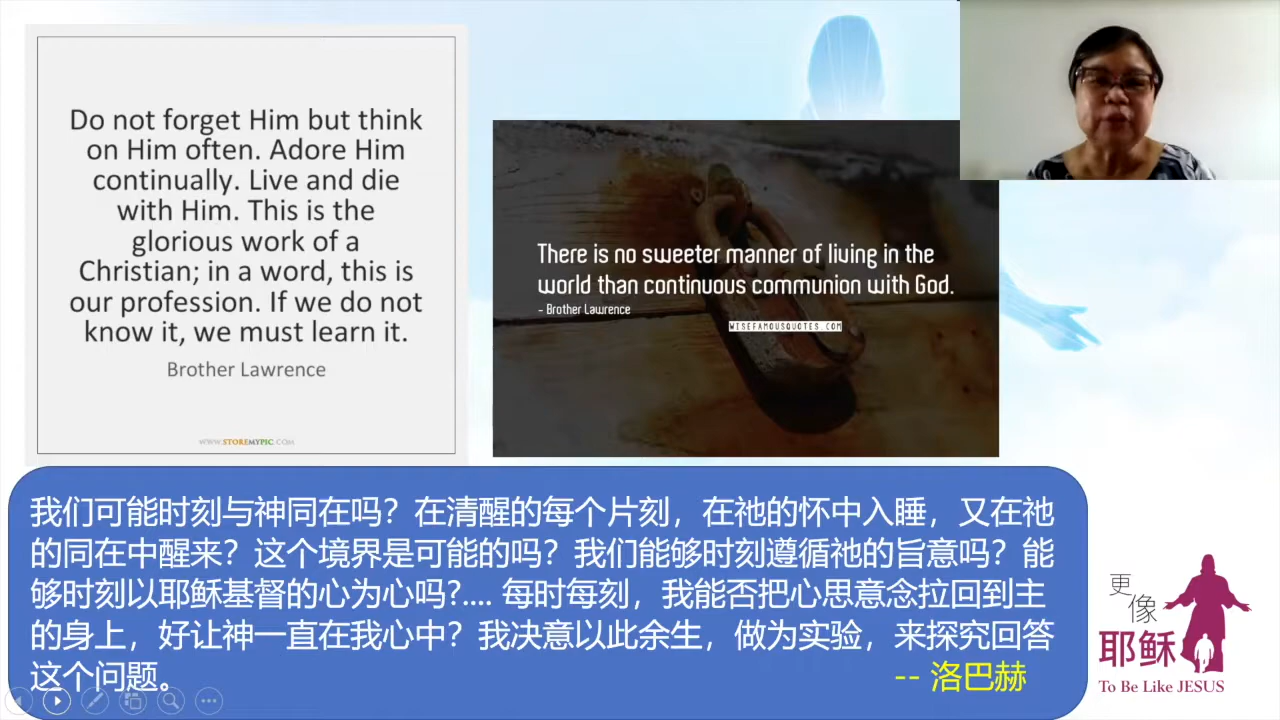 Do not forget Him but think
on Him often. Adore Him
continually. Live and die
with Him. This is the
glorious work of a
Christian; in a word, this is
our profession. If we do not
know it, we must learn it.
Brother Lawrence
WWW.STOREMYPIC.COM
There is no sweeter manner of living in the
world than continuous communion with God.
- Brother Lawrence
WISEFAMOUSQUOTES.COM
我们可能时刻与神同在吗？在清醒的每个片刻，在祂的怀中入睡，又在祂
的同在中醒来？这个境界是可能的吗？我们能够时刻遵循祂的旨意吗？能
够时刻以耶稣基督的心为心吗?.... 每时每刻，我能否把心思意念拉回到主
的身上，好让神一直在我心中？我决意以此余生，做为实验，来探究回答
这个问题。
-- 洛巴赫
更
像
耶稣
To Be Like JESUS